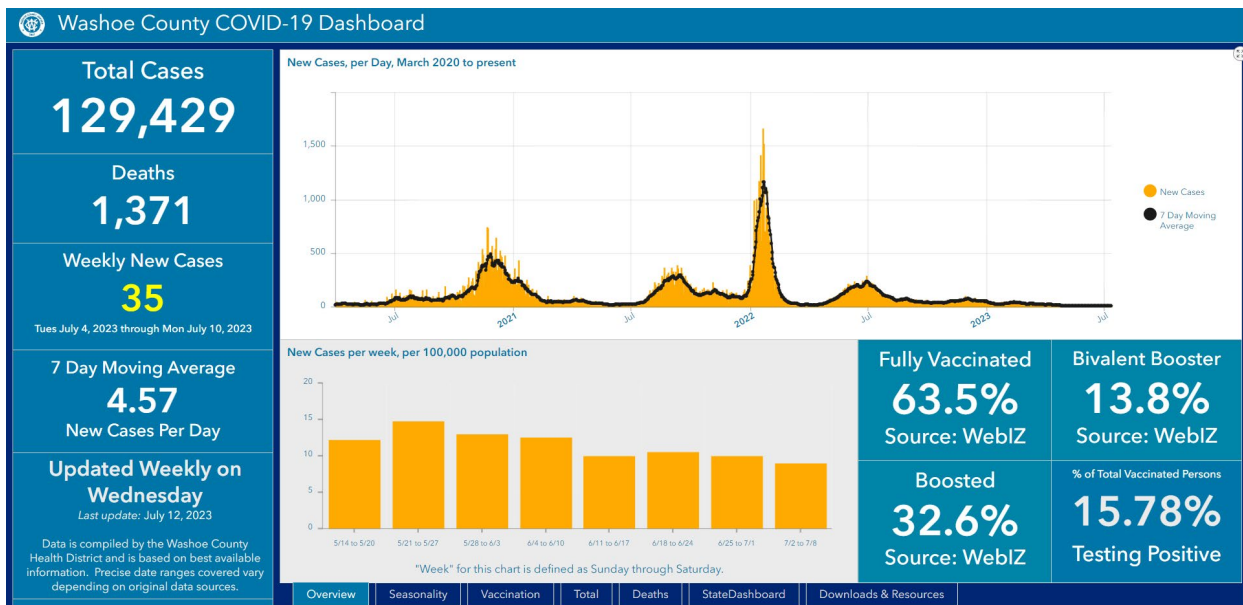 Washoe County COVID-19 Dashboard
Total Cases
129,429
Deaths
1,371
Weekly New Cases
35
Tues July 4, 2023 through Mon July 10, 2023
7 Day Moving Average
4.57
New Cases Per Day
Updated Weekly on
Wednesday
Last update: July 12, 2023
Data is compiled by the Washoe County
Health District and is based on best available
information. Precise date ranges covered vary
depending on original data sources.
New Cases, per Day, March 2020 to present
1,500
1,000
500
0
Jul
2021
Jul
2022
Jul
2023
Jul
New Cases
7 Day Moving
Average
New Cases per week, per 100,000 population
20
15
10
5
0
5/14 to 5/20
5/21 to 5/27
5/28 to 6/3
6/4 to 6/10
6/11 to 6/17
6/18 to 6/24
6/25 to 7/1
7/2 to 7/8
"Week" for this chart is defined as Sunday through Saturday.
Fully Vaccinated
63.5%
Source: WebIZ
Bivalent Booster
13.8%
Source: WebIZ
Boosted
32.6%
Source: WebIZ
% of Total Vaccinated Persons
15.78%
Testing Positive
Overview
Seasonality
Vaccination
Total
Deaths
StateDashboard
Downloads & Resources